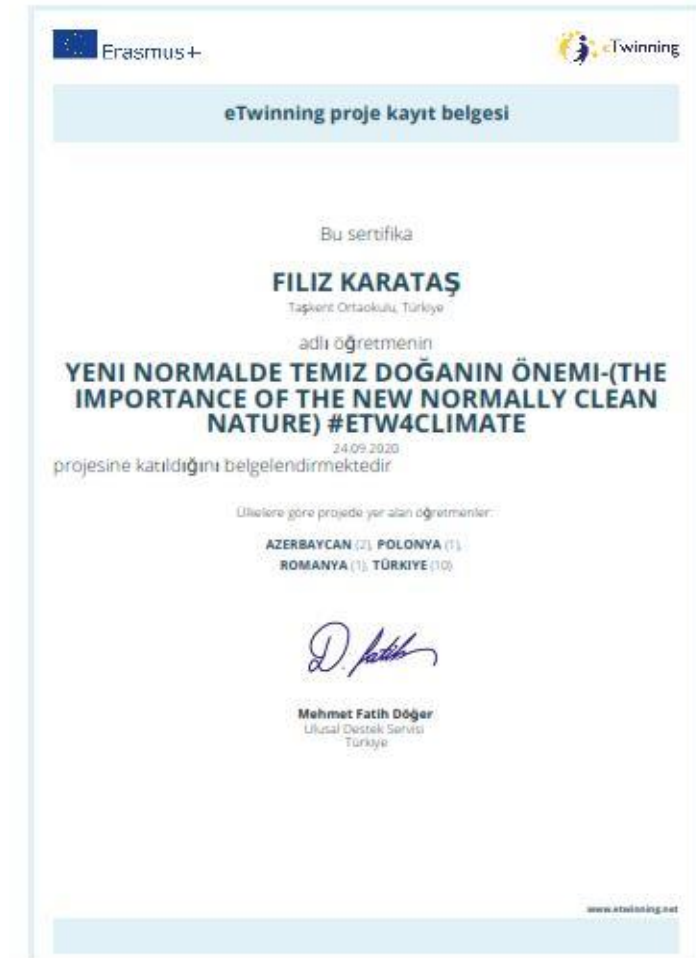 Erasmus+
eTwinning
eTwinning proje kayıt belgesi
Bu sertifika
FILIZ KARATAŞ
Taşkent Ortaokulu, Türkiye
adlı öğretmenin
YENI NORMALDE TEMIZ DOĞANIN ÖNEMI-(THE
IMPORTANCE OF THE NEW NORMALLY CLEAN
NATURE) #ETW4CLIMATE
24.09.2020
projesine katıldığını belgelendirmektedir
Ülkelere göre projede yer alan öğretmenler:
AZERBAYCAN (2), POLONYA (1),
ROMANYA (1), TÜRKIYE (10)
D. fatih
Mehmet Fatih Döğer
Ulusal Destek Servisi
Türkiye
www.etwinning.net